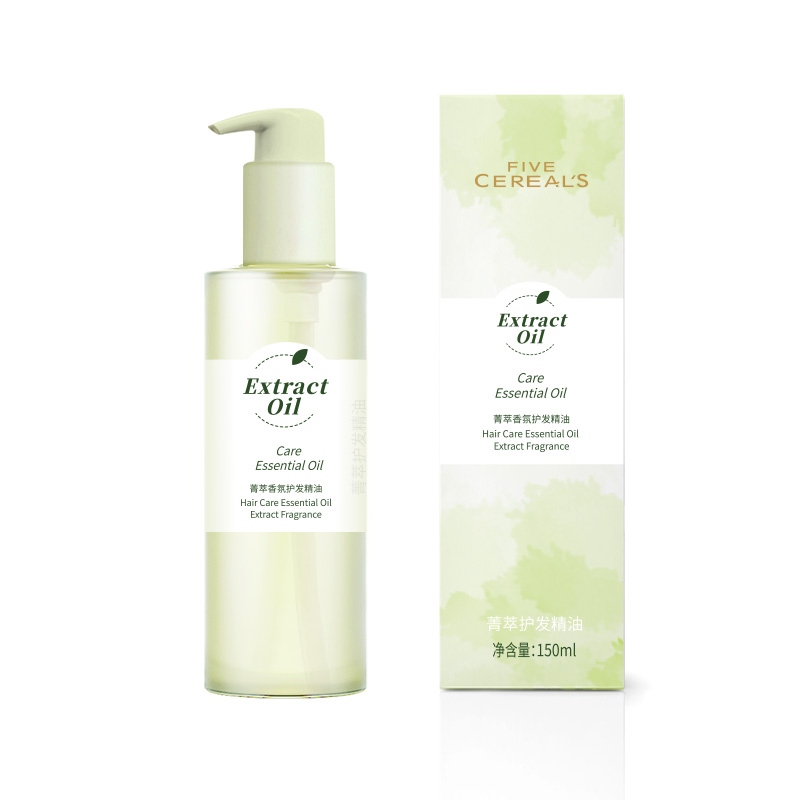 Extract
Oil
Care
Essential Oil
菁萃香氛护发精油
Hair Care Essential Oil
Extract Fragrance
菁萃护发精油
FIVE
CEREAL'S
Extract
Oil
Care
Essential Oil
菁萃香氛护发精油
Hair Care Essential Oil
Extract Fragrance
菁萃护发精油
净含量:150ml